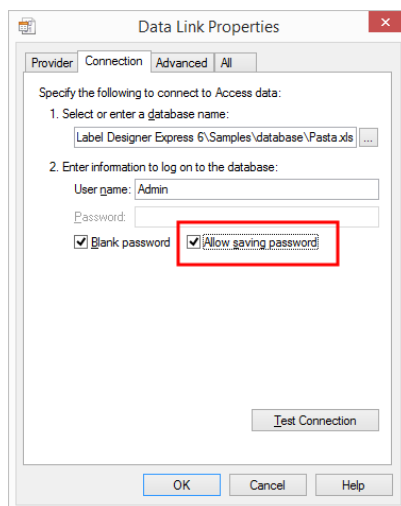 Data Link Properties
Provider Connection Advanced All
Specify the following to connect to Access data:
1. Select or enter a database name:
Label Designer Express 6\Samples\database\Pasta.xls ...
2. Enter information to log on to the database:
User name: Admin
Password:
Blank password Allow saving password
Test Connection
OK Cancel Help